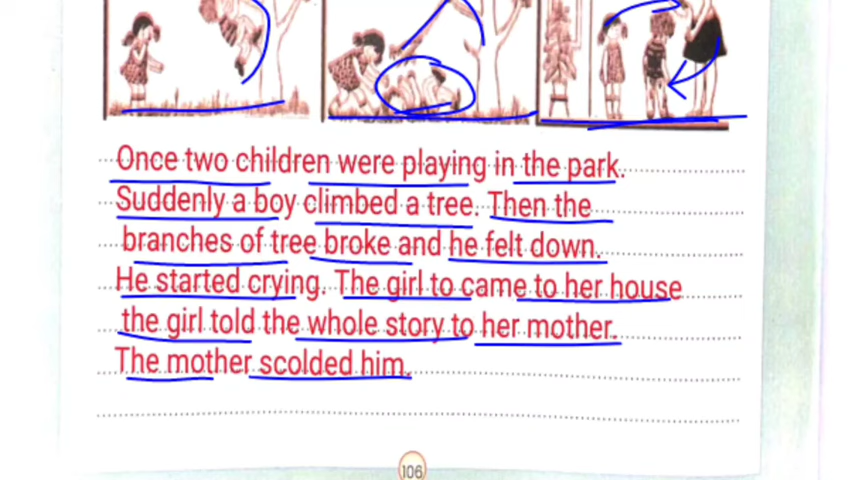 Once two children were playing in the park.
Suddenly a boy climbed a tree. Then the
branches of tree broke and he felt down.
He started crying. The girl to came to her house
the girl told the whole story to her mother.
The mother scolded him.
106